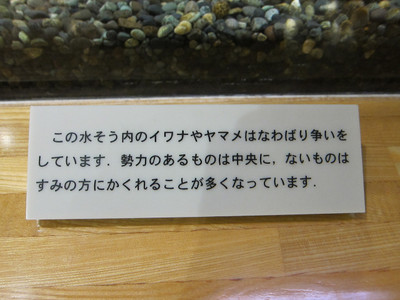 この水そう内のイワナやヤマメはなわばり争いを
しています．勢力のあるものは中央に，ないものは
すみの方にかくれることが多くなっています．